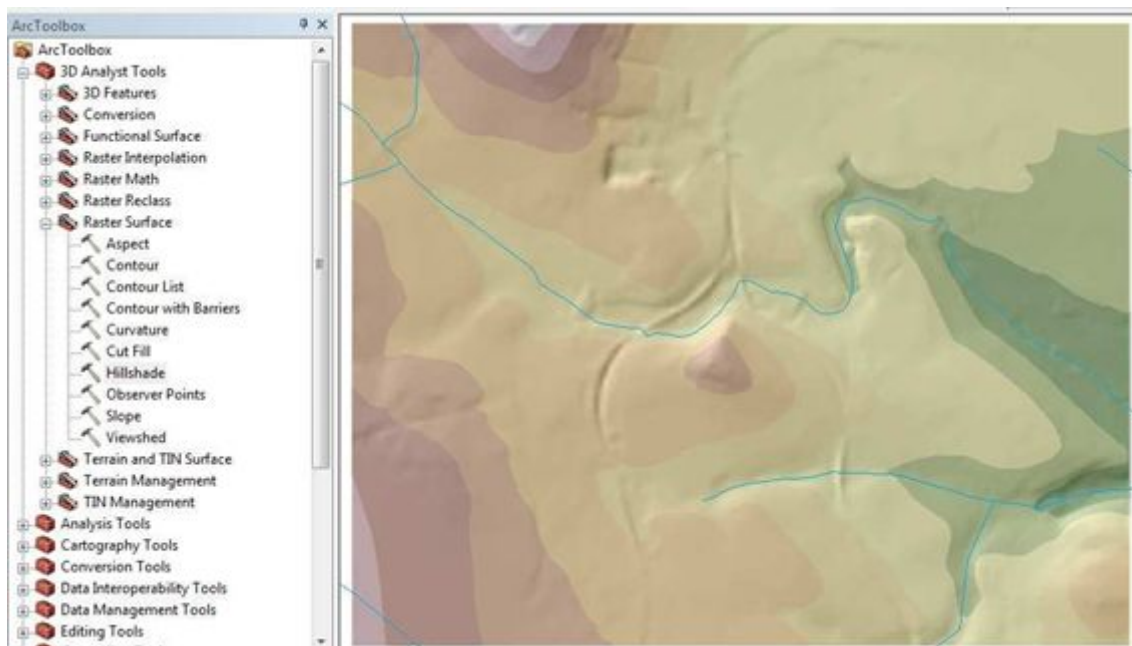 ArcToolbox
ArcToolbox
3D Analyst Tools
3D Features
Conversion
Functional Surface
Raster Interpolation
Raster Math
Raster Reclass
Raster Surface
Aspect
Contour
Contour List
Contour with Barriers
Curvature
Cut Fill
Hillshade
Observer Points
Slope
Viewshed
Terrain and TIN Surface
Terrain Management
TIN Management
Analysis Tools
Cartography Tools
Conversion Tools
Data Interoperability Tools
Data Management Tools
Editing Tools